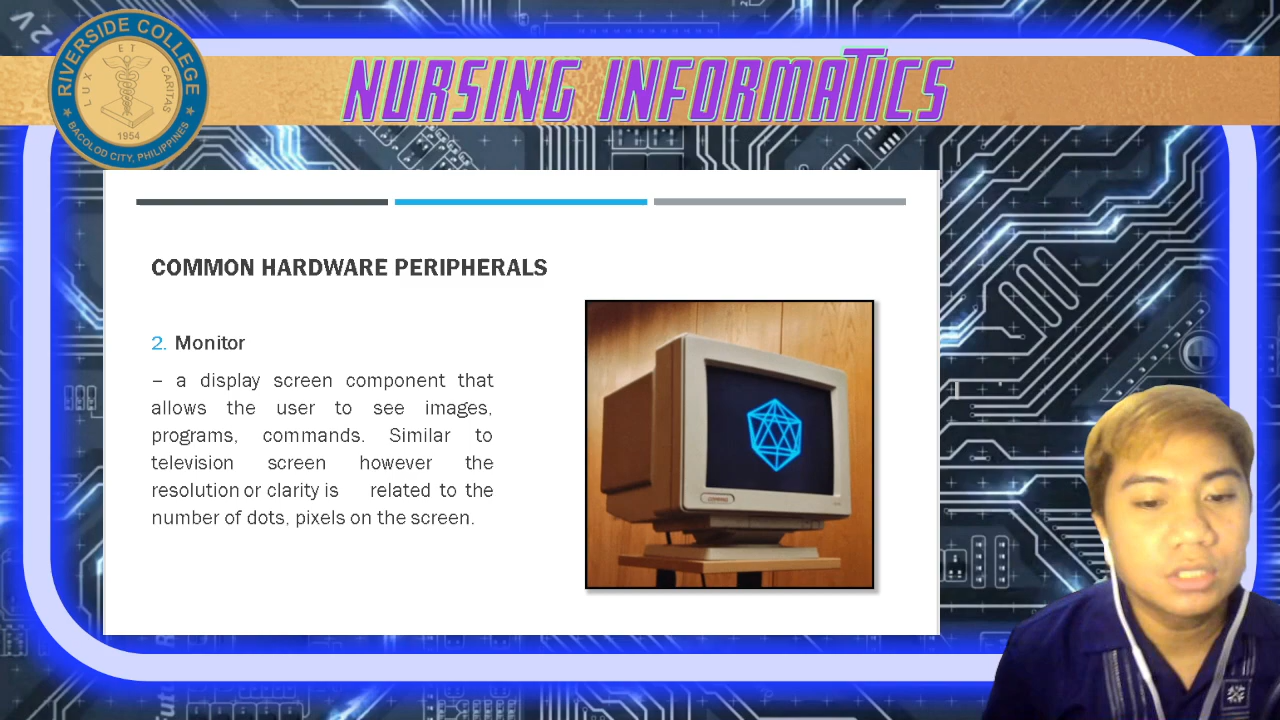 RIVERSIDE COLLEGE
LUX ET CARITAS
1954
BACOLOD CITY, PHILIPPINES
NURSING INFORMATICS
COMMON HARDWARE PERIPHERALS
2. Monitor
– a display screen component that
allows the user to see images,
programs, commands. Similar to
television screen however the
resolution or clarity is related to the
number of dots, pixels on the screen.
12V